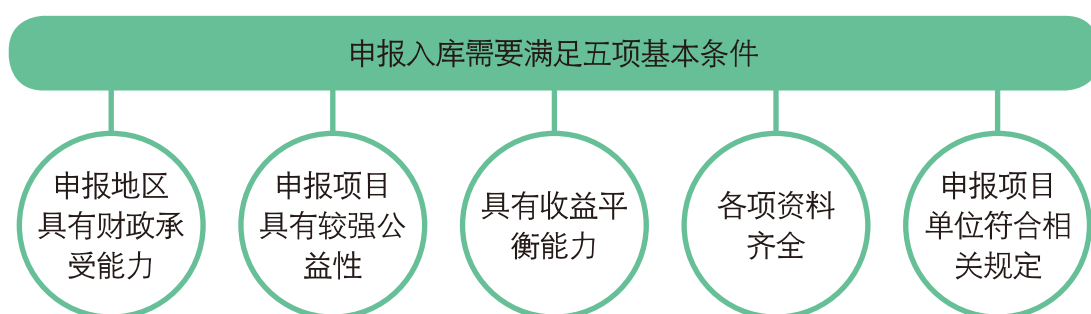 申报入库需要满足五项基本条件
申报地区
具有财政承
受能力
申报项目
具有较强公
益性
具有收益平
衡能力
各项资料
齐全
申报项目
单位符合相
关规定